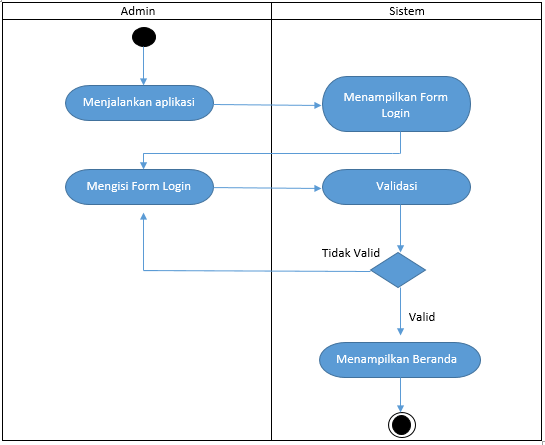 Admin
Sistem
Menjalankan aplikasi
Menampilkan Form
Login
Mengisi Form Login
Validasi
Tidak Valid
Valid
Menampilkan Beranda